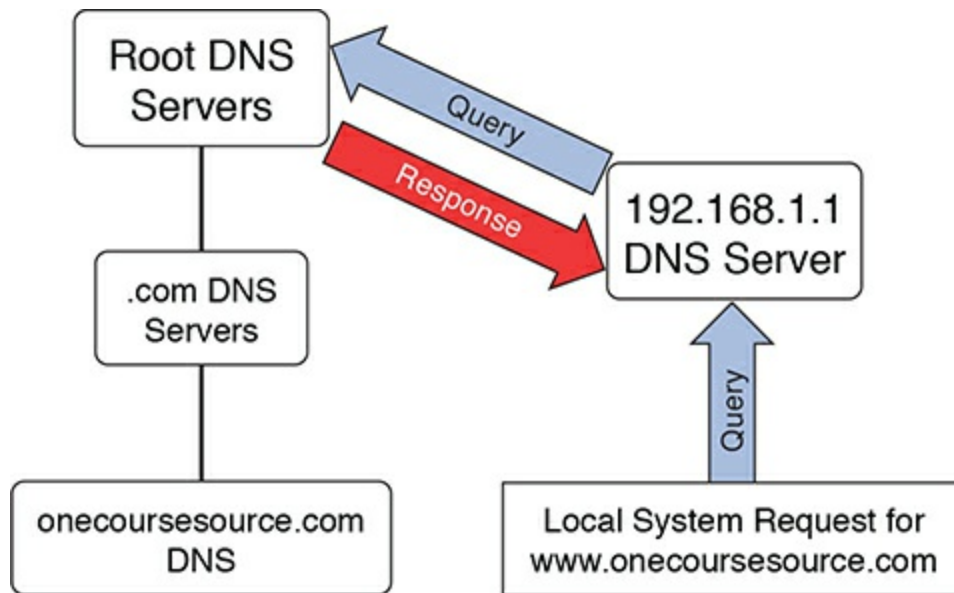 Root DNS
Servers
Query
Response
192.168.1.1
DNS Server
.com DNS
Servers
Query
onecoursesource.com
DNS
Local System Request for
www.onecoursesource.com